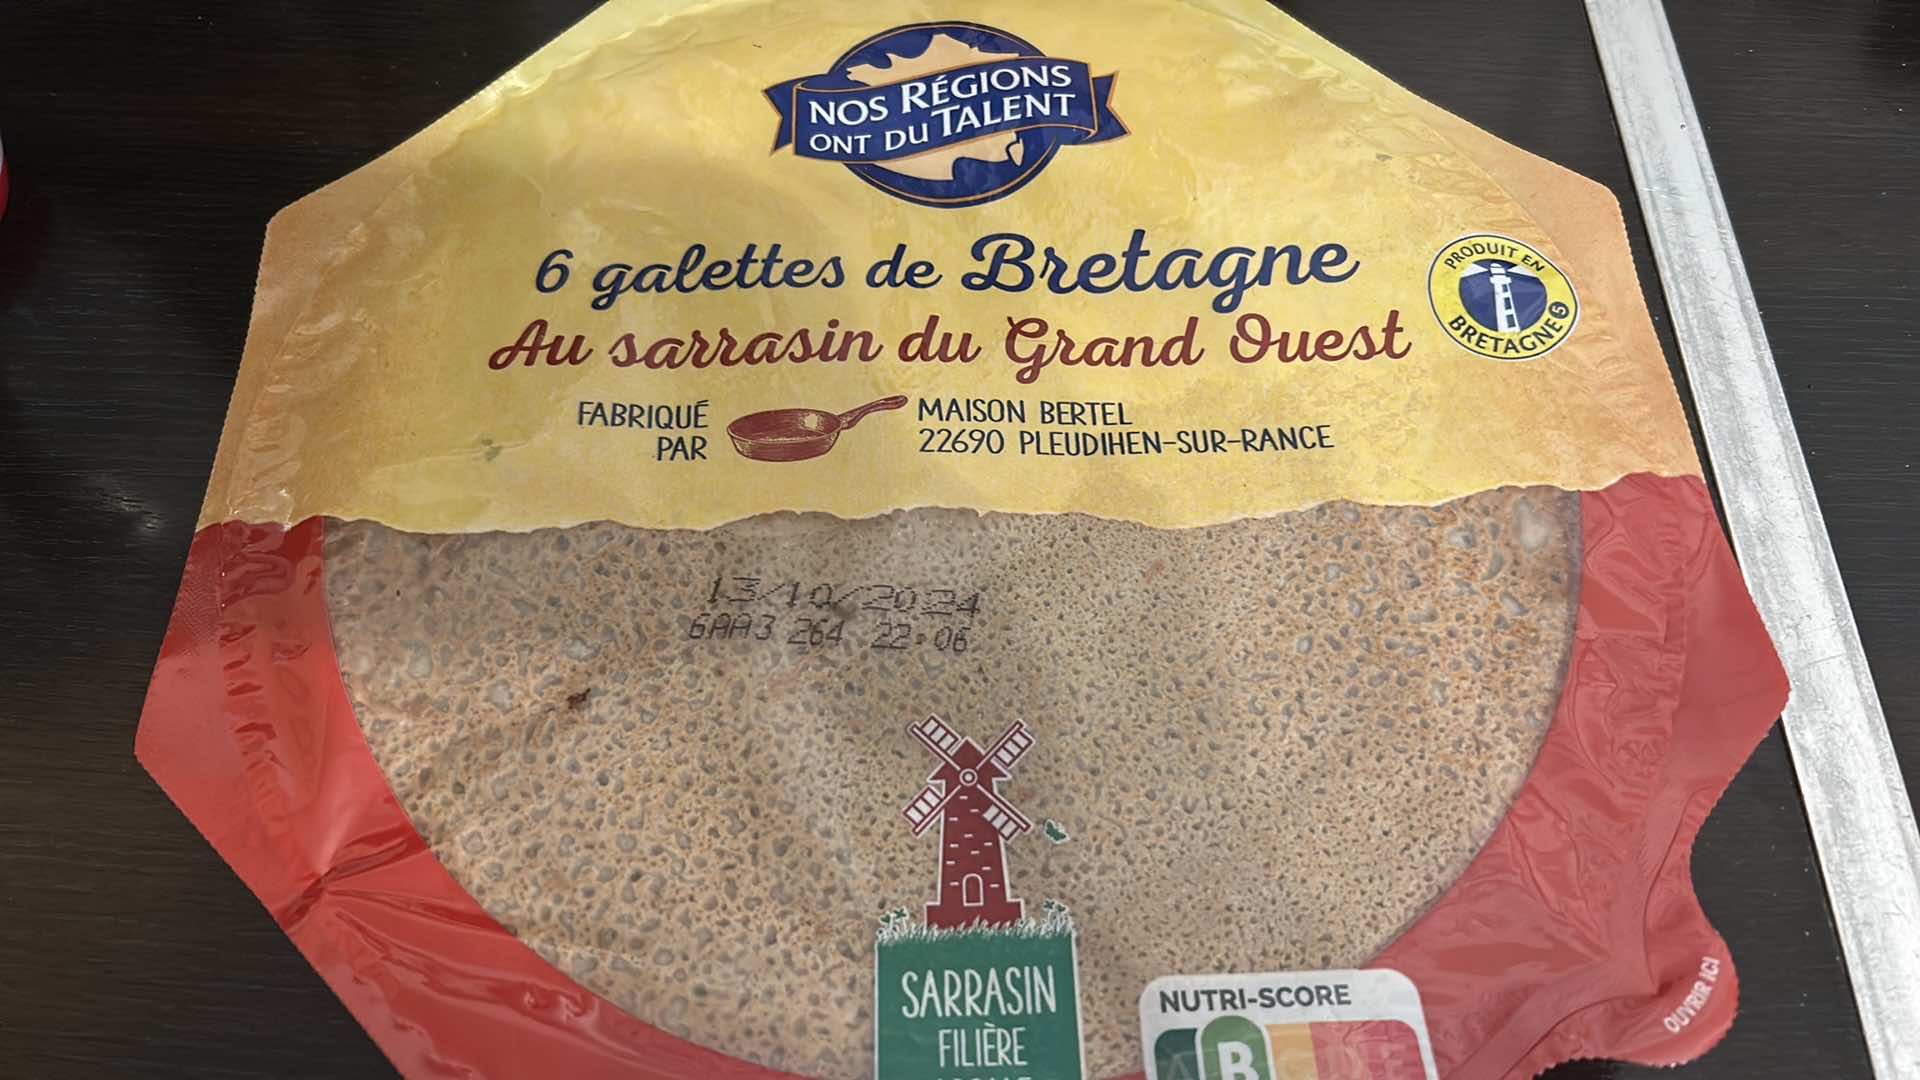 NOS RÉGIONS
ONT DU TALENT
6 galettes de Bretagne
Au sarrasin du Grand Ouest
PRODUIT EN
BRETAGNE
FABRIQUÉ
PAR
MAISON BERTEL
22690 PLEUDIHEN-SUR-RANCE
13/10/2024
6AA3 264 22:06
SARRASIN
FILIÈRE
NUTRI-SCORE
A B C D E
OUVRIR ICI